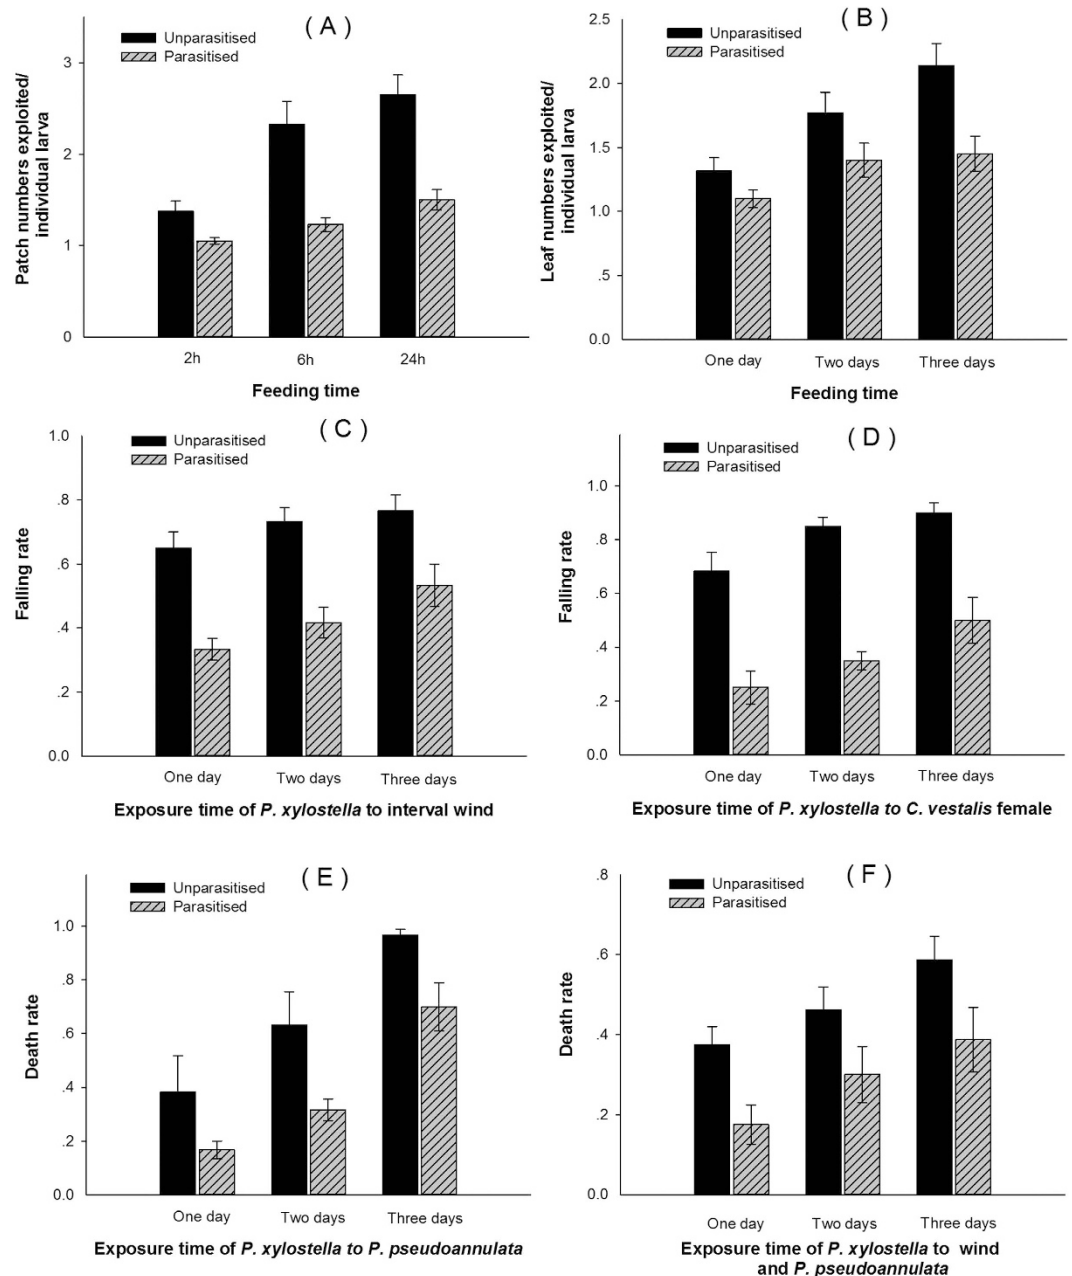 ( A )
Unparasitised
Parasitised
Patch numbers exploited/
individual larva
3
2
1
0
2h
6h
24h
Feeding time
( B )
Unparasitised
Parasitised
Leaf numbers exploited/
individual larva
2.5
2.0
1.5
1.0
.5
0.0
One day
Two days
Three days
Feeding time
( C )
Unparasitised
Parasitised
Falling rate
1.0
.8
.6
.4
.2
0.0
One day
Two days
Three days
Exposure time of P. xylostella to interval wind
( D )
Unparasitised
Parasitised
Falling rate
1.0
.8
.6
.4
.2
0.0
One day
Two days
Three days
Exposure time of P. xylostella to C. vestalis female
( E )
Unparasitised
Parasitised
Death rate
1.0
.8
.6
.4
.2
0.0
One day
Two days
Three days
Exposure time of P. xylostella to P. pseudoannulata
( F )
Unparasitised
Parasitised
Death rate
.8
.6
.4
.2
0.0
One day
Two days
Three days
Exposure time of P. xylostella to wind
and P. pseudoannulata